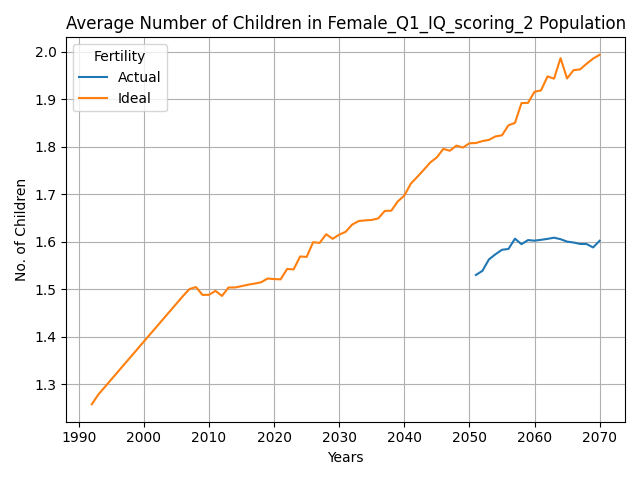 Average Number of Children in Female_Q1_IQ_scoring_2 Population
Fertility
Actual
Ideal
No. of Children
2.0
1.9
1.8
1.7
1.6
1.5
1.4
1.3
1990 2000 2010 2020 2030 2040 2050 2060 2070
Years